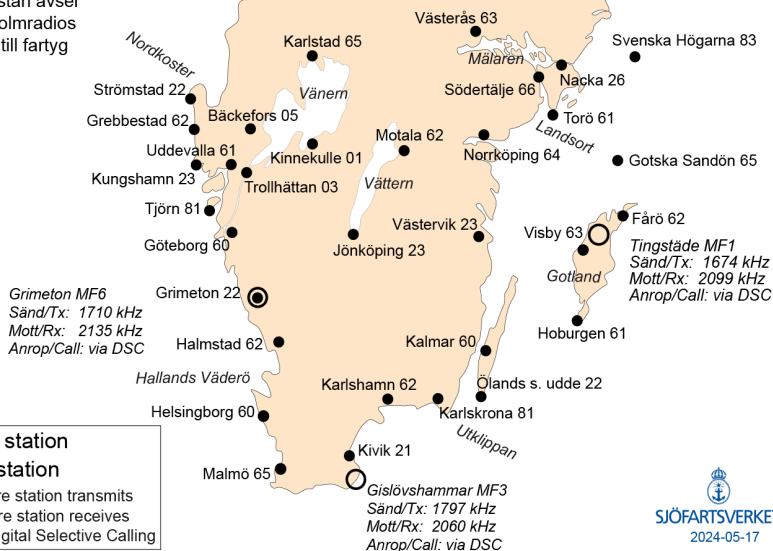 stan avser
olmradios
till fartyg
Västerås 63
Svenska Högarna 83
Karlstad 65
Nordkoster
Mälaren
Nacka 26
Södertälje 66
Strömstad 22
Vänern
Bäckefors 05
Grebbestad 62
Torö 61
Landsort
Motala 62
Uddevalla 61
Kinnekulle 01
Norrköping 64
Gotska Sandön 65
Kungshamn 23
Trollhättan 03
Vättern
Tjörn 81
Fårö 62
Västervik 23
Visby 63
Göteborg 60
Jönköping 23
Tingstäde MF1
Sänd/Tx: 1674 kHz
Mott/Rx: 2099 kHz
Anrop/Call: via DSC
Gotland
Grimeton 22
Grimeton MF6
Sänd/Tx: 1710 kHz
Mott/Rx: 2135 kHz
Anrop/Call: via DSC
Hoburgen 61
Halmstad 62
Kalmar 60
Hallands Väderö
Karlshamn 62
Ölands s. udde 22
Helsingborg 60
Karlskrona 81
Utklippan
Kivik 21
Malmö 65
Gislövshammar MF3
Sänd/Tx: 1797 kHz
Mott/Rx: 2060 kHz
Anrop/Call: via DSC
station
station
re station transmits
re station receives
gital Selective Calling
SJÖFARTSVERKE
2024-05-17